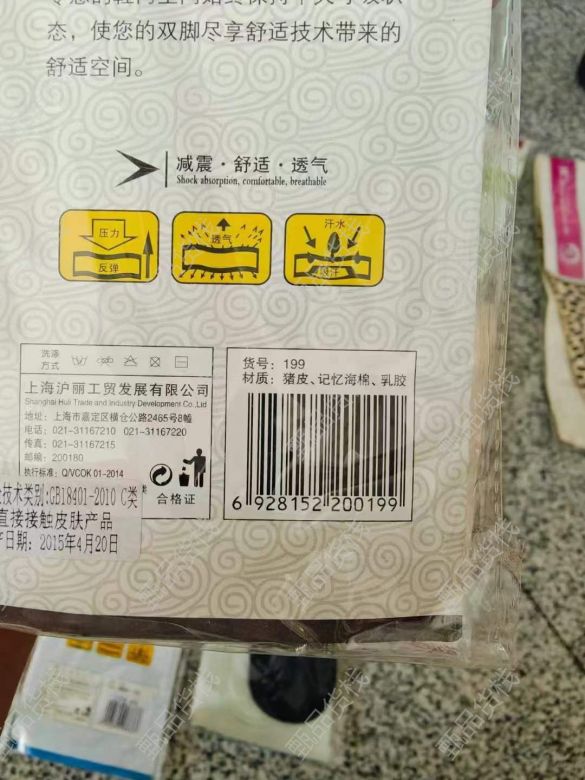 态，使您的双脚尽享舒适技术带来的
舒适空间。
减震·舒适·透气
Shock absorption, comfortable, breathable
压力
反弹
透气
汗水
吸汗
洗涤
方式
上海沪丽工贸发展有限公司
Shanghai Huli Trade and Industry Development Co.,Ltd
地址：上海市嘉定区横仓公路2465号8幢
电话：021-31167210 021-31167220
传真：021-31167215
邮编：200180
执行标准：Q/VCOK 01-2014
合格证
技术类别:GB18401-2010 C类
直接接触皮肤产品
日期：2015年4月20日
货号：199
材质：猪皮、记忆海棉、乳胶
6 928152 200199
甄品货栈